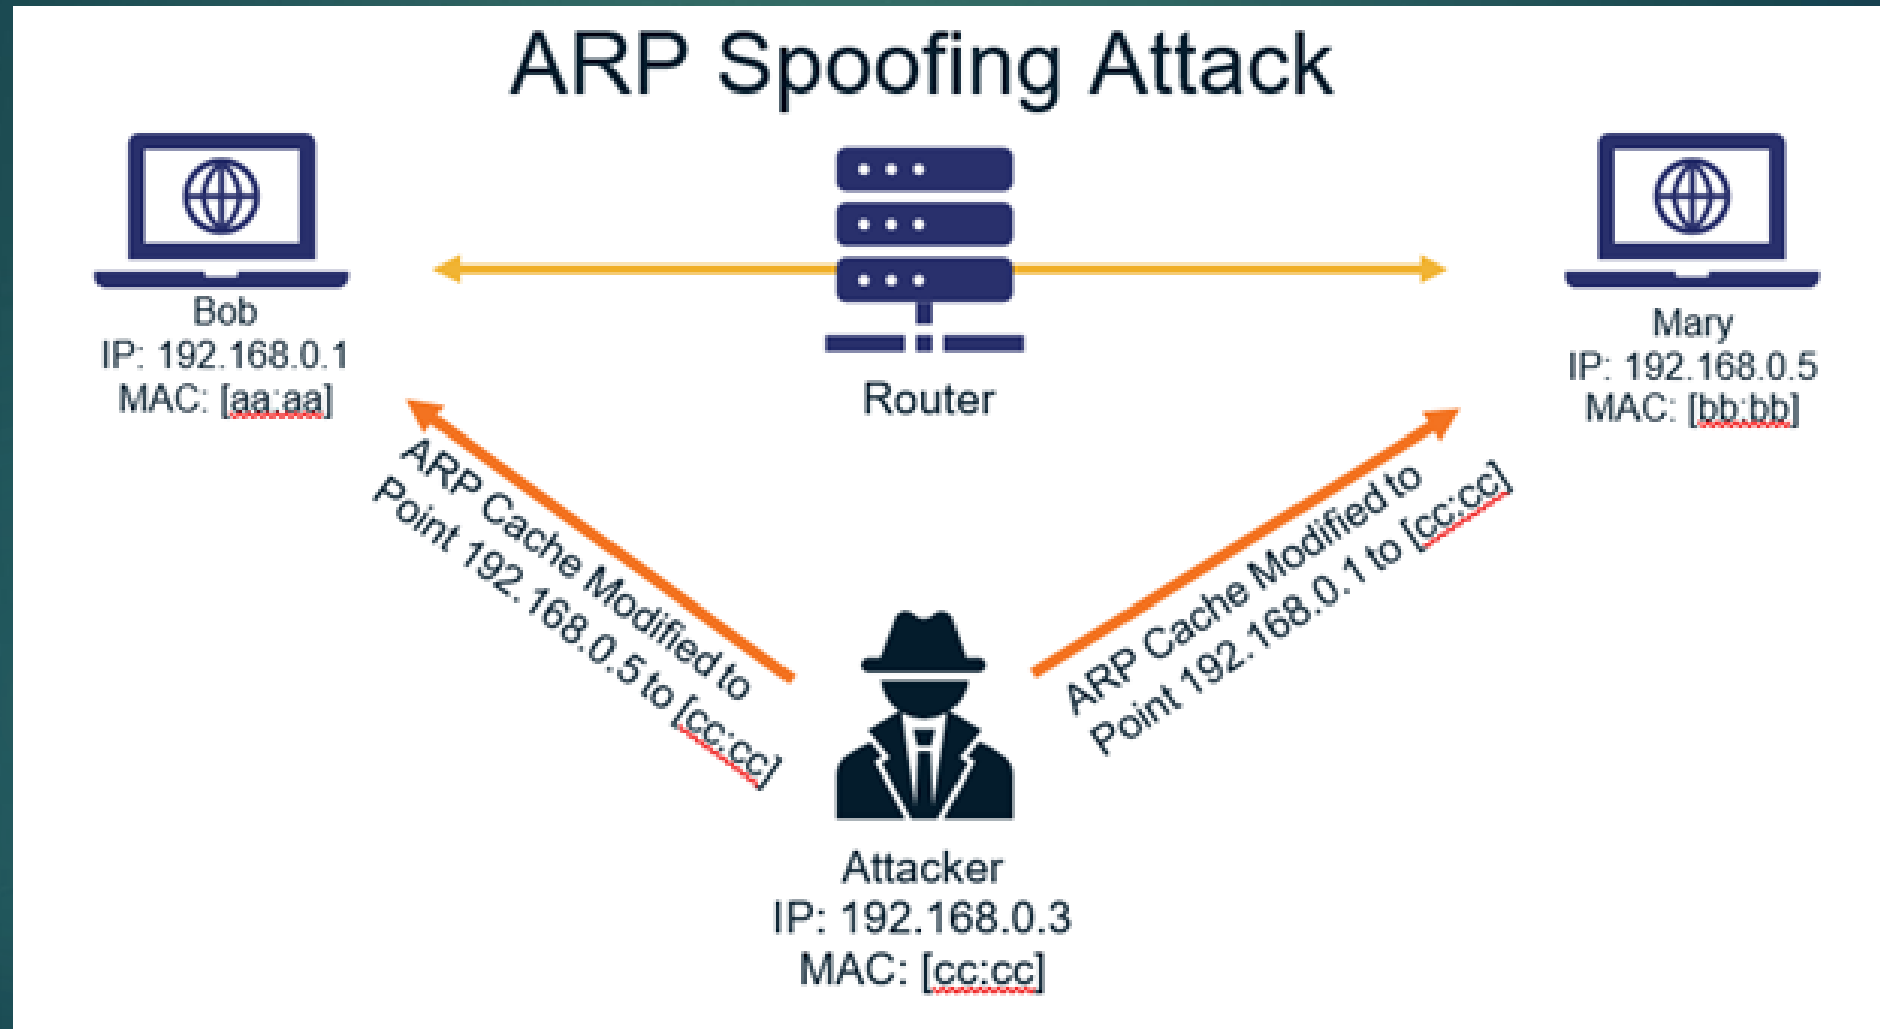 ARP Spoofing Attack
Bob
IP: 192.168.0.1
MAC: [aa:aa]
Router
Mary
IP: 192.168.0.5
MAC: [bb:bb]
ARP Cache Modified to
Point 192.168.0.5 to [cc:cc]
ARP Cache Modified to
Point 192.168.0.1 to [cc:cc]
Attacker
IP: 192.168.0.3
MAC: [cc:cc]